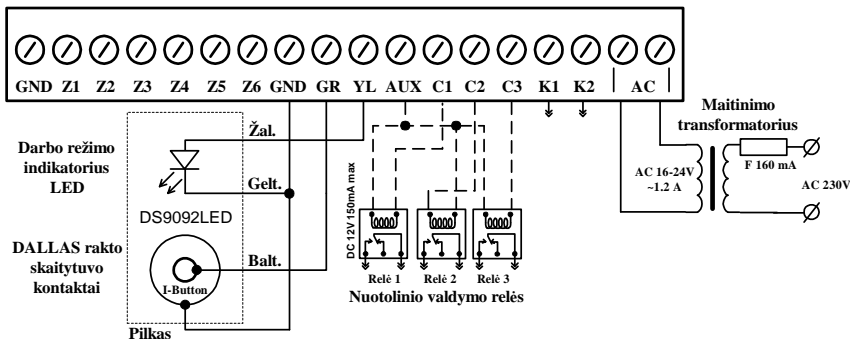 GND Z1 Z2 Z3 Z4 Z5 Z6 GND GR YL AUX C1 C2 C3 K1 K2 AC
Maitinimo
transformatorius
F 160 mA
AC 16-24V
~1.2 A
AC 230V
Žal.
Darbo režimo
indikatorius
LED
Gelt.
DS9092LED
DALLAS rakto
skaitytuvo
kontaktai
Balt.
I-Button
Pilkas
DC 12V 150mA max
Relė 1 Relė 2 Relė 3
Nuotolinio valdymo relės